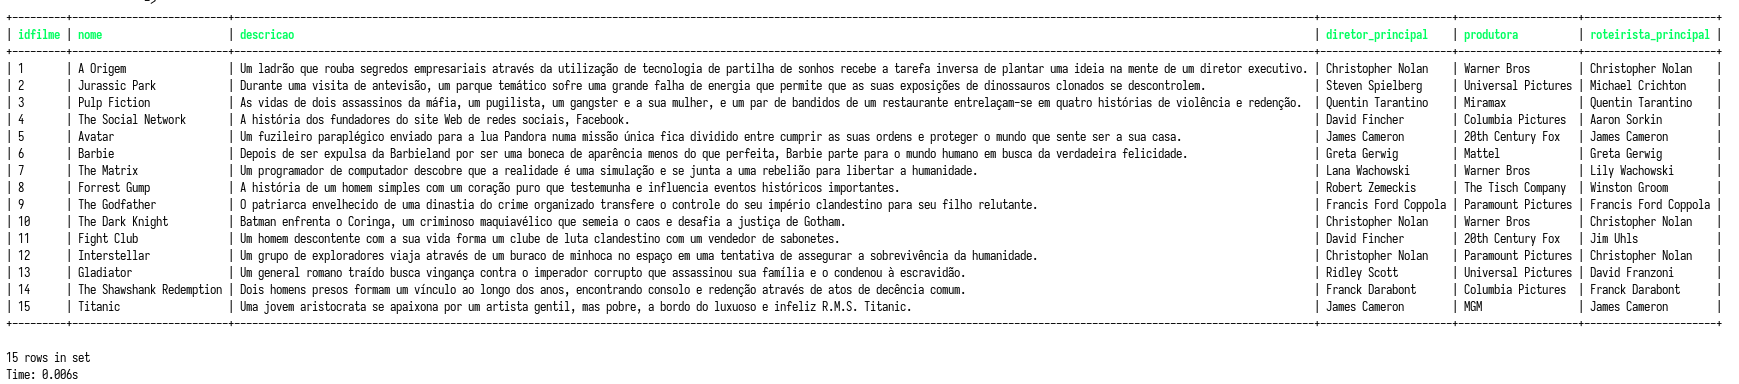 +---------+--------------------------+------------------------------------------------------------------------------------------------------------------------------------------------------------------------------------+----------------------+--------------------+----------------------+
| idfilme | nome | descricao | diretor_principal | produtora | roteirista_principal |
+---------+--------------------------+------------------------------------------------------------------------------------------------------------------------------------------------------------------------------------+----------------------+--------------------+----------------------+
| 1 | A Origem | Um ladrão que rouba segredos empresariais através da utilização de tecnologia de partilha de sonhos recebe a tarefa inversa de plantar uma ideia na mente de um diretor executivo. | Christopher Nolan | Warner Bros | Christopher Nolan |
| 2 | Jurassic Park | Durante uma visita de antevisão, um parque temático sofre uma grande falha de energia que permite que as suas exposições de dinossauros clonados se descontrolem. | Steven Spielberg | Universal Pictures | Michael Crichton |
| 3 | Pulp Fiction | As vidas de dois assassinos da máfia, um pugilista, um gangster e a sua mulher, e um par de bandidos de um restaurante entrelaçam-se em quatro histórias de violência e redenção. | Quentin Tarantino | Miramax | Quentin Tarantino |
| 4 | The Social Network | A história dos fundadores do site Web de redes sociais, Facebook. | David Fincher | Columbia Pictures | Aaron Sorkin |
| 5 | Avatar | Um fuzileiro paraplégico enviado para a lua Pandora numa missão única fica dividido entre cumprir as suas ordens e proteger o mundo que sente ser a sua casa. | James Cameron | 20th Century Fox | James Cameron |
| 6 | Barbie | Depois de ser expulsa da Barbieland por ser uma boneca de aparência menos do que perfeita, Barbie parte para o mundo humano em busca da verdadeira felicidade. | Greta Gerwig | Mattel | Greta Gerwig |
| 7 | The Matrix | Um programador de computador descobre que a realidade é uma simulação e se junta a uma rebelião para libertar a humanidade. | Lana Wachowski | Warner Bros | Lily Wachowski |
| 8 | Forrest Gump | A história de um homem simples com um coração puro que testemunha e influencia eventos históricos importantes. | Robert Zemeckis | The Tisch Company | Winston Groom |
| 9 | The Godfather | O patriarca envelhecido de uma dinastia do crime organizado transfere o controle do seu império clandestino para seu filho relutante. | Francis Ford Coppola | Paramount Pictures | Francis Ford Coppola |
| 10 | The Dark Knight | Batman enfrenta o Coringa, um criminoso maquiavélico que semeia o caos e desafia a justiça de Gotham. | Christopher Nolan | Warner Bros | Christopher Nolan |
| 11 | Fight Club | Um homem descontente com a sua vida forma um clube de luta clandestino com um vendedor de sabonetes. | David Fincher | 20th Century Fox | Jim Uhls |
| 12 | Interstellar | Um grupo de exploradores viaja através de um buraco de minhoca no espaço em uma tentativa de assegurar a sobrevivência da humanidade. | Christopher Nolan | Paramount Pictures | Christopher Nolan |
| 13 | Gladiator | Um general romano traído busca vingança contra o imperador corrupto que assassinou sua família e o condenou à escravidão. | Ridley Scott | Universal Pictures | David Franzoni |
| 14 | The Shawshank Redemption | Dois homens presos formam um vínculo ao longo dos anos, encontrando consolo e redenção através de atos de decência comum. | Franck Darabont | Columbia Pictures | Franck Darabont |
| 15 | Titanic | Uma jovem aristocrata se apaixona por um artista gentil, mas pobre, a bordo do luxuoso e infeliz R.M.S. Titanic. | James Cameron | MGM | James Cameron |
+---------+--------------------------+------------------------------------------------------------------------------------------------------------------------------------------------------------------------------------+----------------------+--------------------+----------------------+
15 rows in set
Time: 0.006s